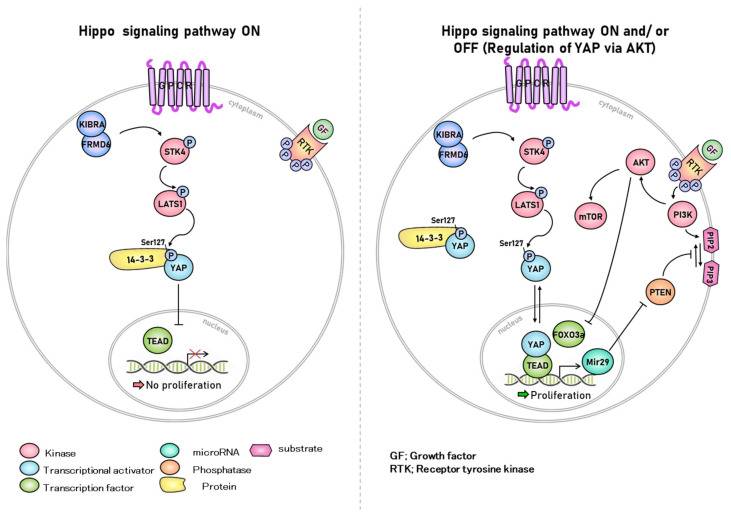 Hippo signaling pathway ON
GPCR
cytoplasm
KIBRA
FRMD6
P
STK4
GF
RTK
P
P
P
P
P
LATS1
Ser127
14-3-3
P
YAP
nucleus
TEAD
No proliferation
Hippo signaling pathway ON and/ or
OFF (Regulation of YAP via AKT)
GPCR
cytoplasm
KIBRA
FRMD6
P
STK4
GF
RTK
P
P
P
P
AKT
P
LATS1
mTOR
PI3K
Ser127
14-3-3
P
YAP
Ser127
P
YAP
PIP2
PIP3
PTEN
nucleus
YAP
TEAD
FOXO3a
Mir29
Proliferation
Kinase
Transcriptional activator
Transcription factor
microRNA
Phosphatase
Protein
substrate
GF; Growth factor
RTK; Receptor tyrosine kinase